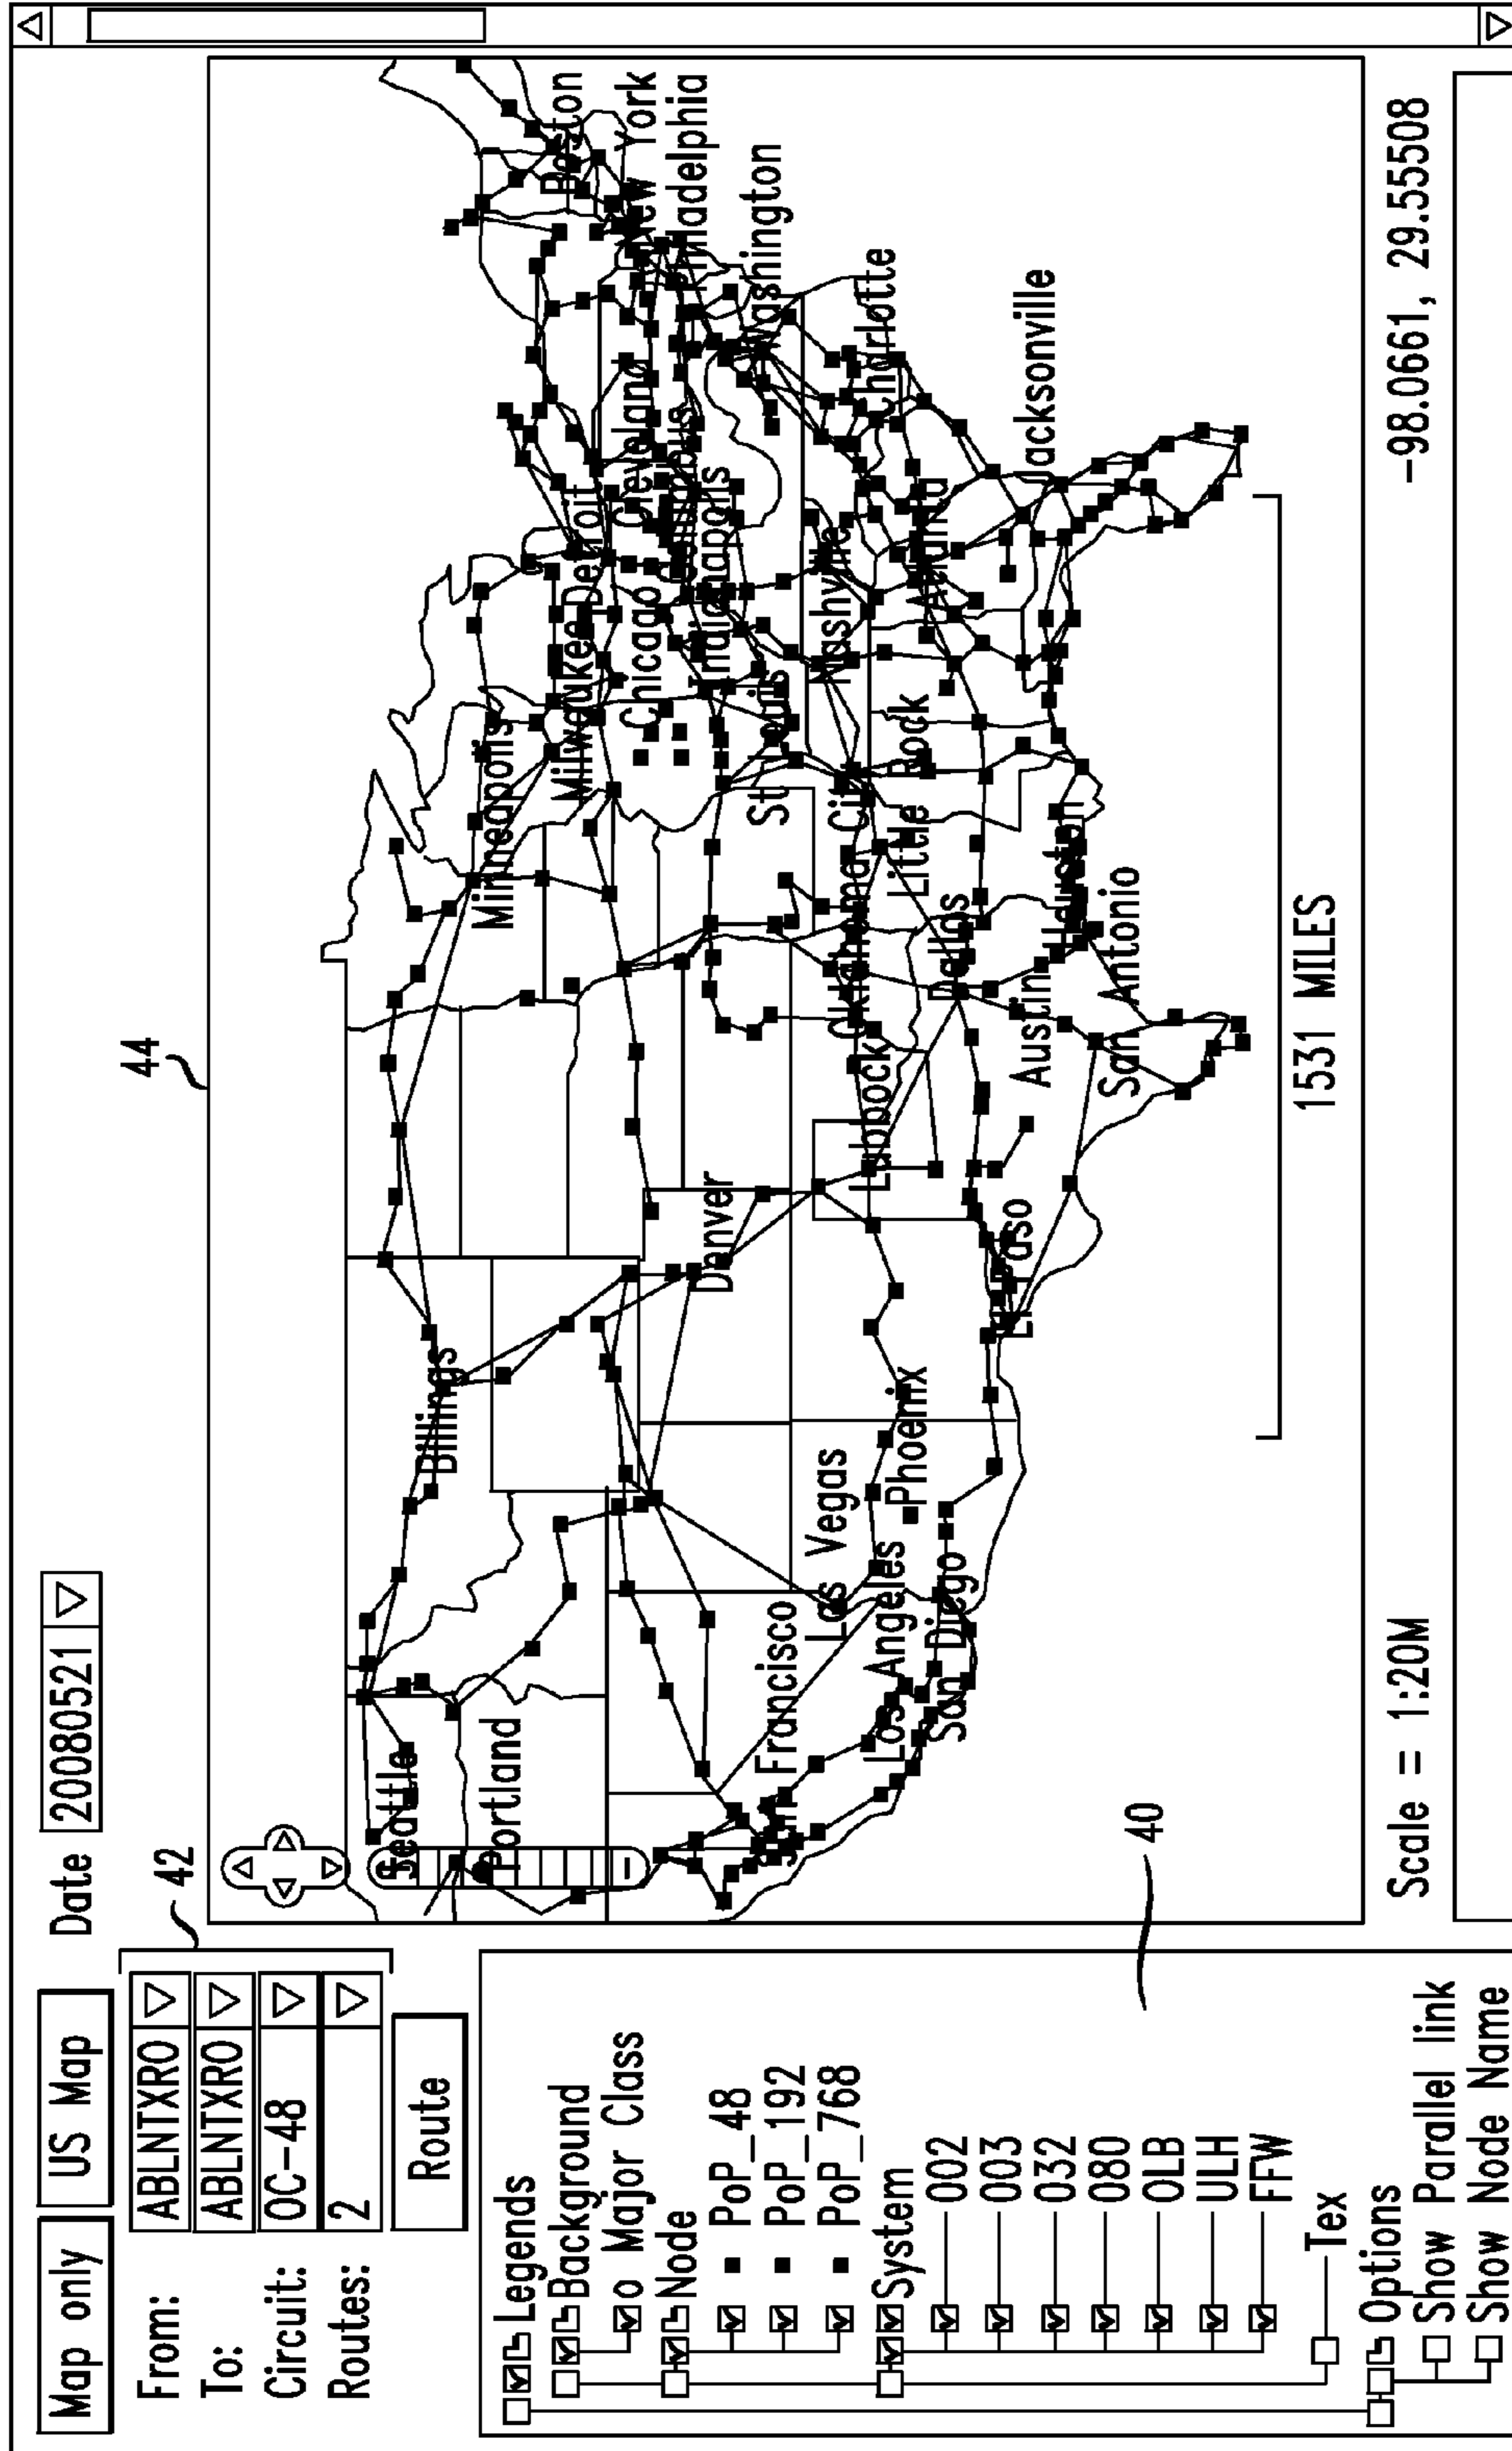 Map only
US Map
Date 20080521
From: ABLNTXRO
To: ABLNTXRO
Circuit: OC-48
Routes: 2
42
Route
44
Legends
Background
o Major Class
Node
PoP_48
PoP_192
PoP_768
System
002
003
032
080
OLB
ULH
FFW
Tex
Options
Show Parallel link
Show Node Name
40
Seattle
Portland
Billings
Minneapolis
Milwaukee
Detroit
Boston
New York
Philadelphia
Chicago
Cleveland
Columbus
Indianapolis
Washington
San Francisco
Denver
St Louis
Las Vegas
Los Angeles
San Diego
Phoenix
Lubbock
Oklahoma City
Nashville
Charlotte
Little Rock
Atlanta
Dallas
El Paso
Austin
Houston
San Antonio
Jacksonville
1531 MILES
Scale = 1:20M
-98.0661, 29.55508